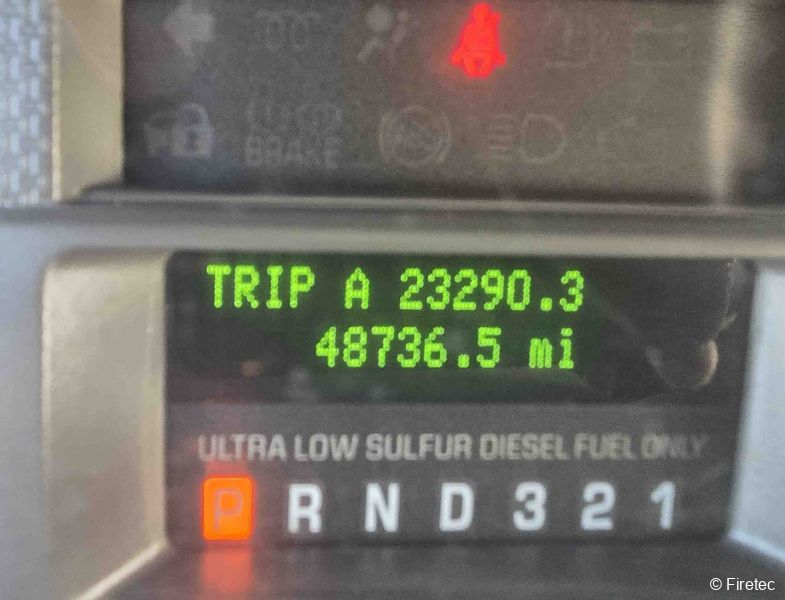 BRAKE
TRIP A 23290.3
48736.5 mi
ULTRA LOW SULFUR DIESEL FUEL ONLY
P R N D 3 2 1
© Firetec